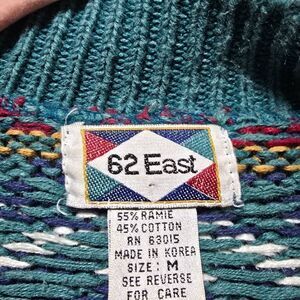 62 East
55% RAMIE
45% COTTON
RN 63015
MADE IN KOREA
SIZE: M
SEE REVERSE
FOR CARE